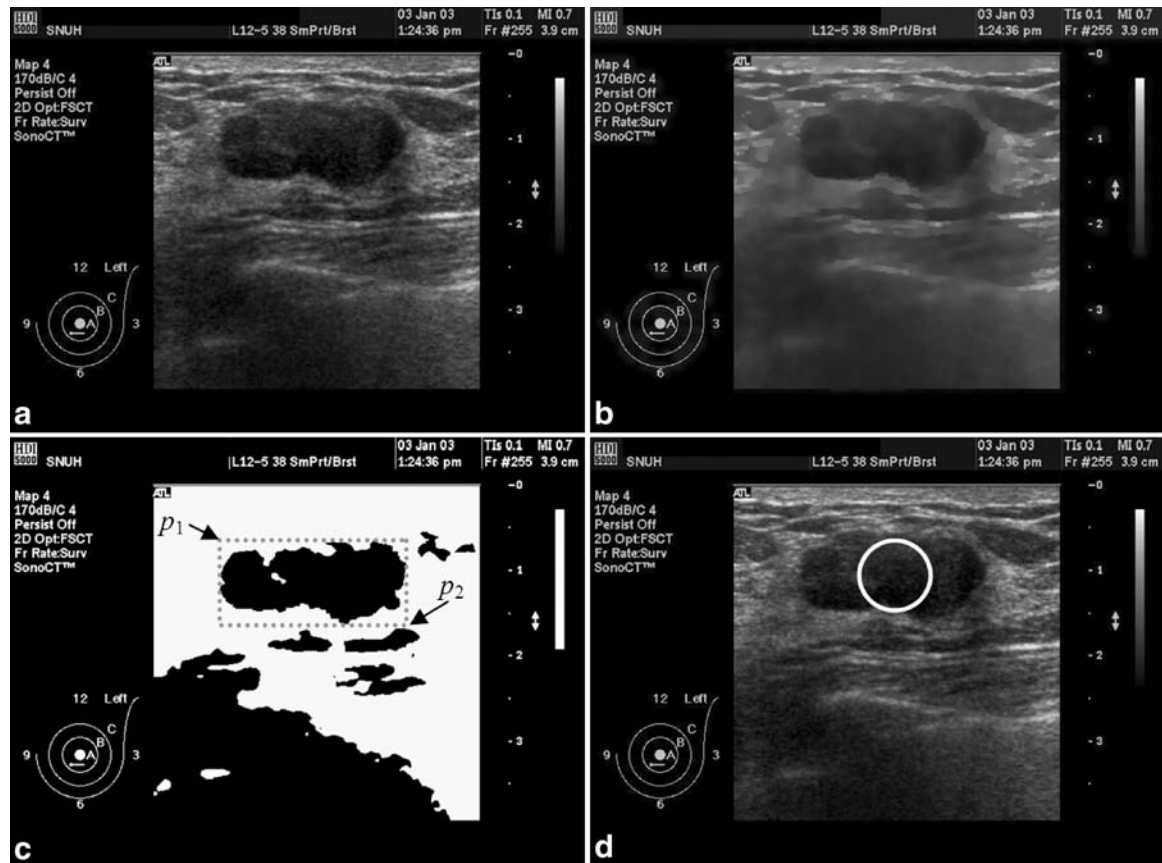 HDI 5000 SNUH L12-5 38 SmPrt/Brst 03 Jan 03 1:24:36 pm TIs 0.1 MI 0.7 Fr #255 3.9 cm
ATL
Map 4
170dB/C 4
Persist Off
2D Opt:FSCT
Fr Rate:Surv
SonoCT™
0
1
2
3
12 Left
C
B
A
9 3
6
a
HDI 5000 SNUH L12-5 38 SmPrt/Brst 03 Jan 03 1:24:36 pm TIs 0.1 MI 0.7 Fr #255 3.9 cm
ATL
Map 4
170dB/C 4
Persist Off
2D Opt:FSCT
Fr Rate:Surv
SonoCT™
0
1
2
3
12 Left
C
B
A
9 3
6
b
HDI 5000 SNUH L12-5 38 SmPrt/Brst 03 Jan 03 1:24:36 pm TIs 0.1 MI 0.7 Fr #255 3.9 cm
ATL
Map 4
170dB/C 4
Persist Off
2D Opt:FSCT
Fr Rate:Surv
SonoCT™
p1
p2
0
1
2
3
12 Left
C
B
A
9 3
6
c
HDI 5000 SNUH L12-5 38 SmPrt/Brst 03 Jan 03 1:24:36 pm TIs 0.1 MI 0.7 Fr #255 3.9 cm
ATL
Map 4
170dB/C 4
Persist Off
2D Opt:FSCT
Fr Rate:Surv
SonoCT™
0
1
2
3
12 Left
C
B
A
9 3
6
d